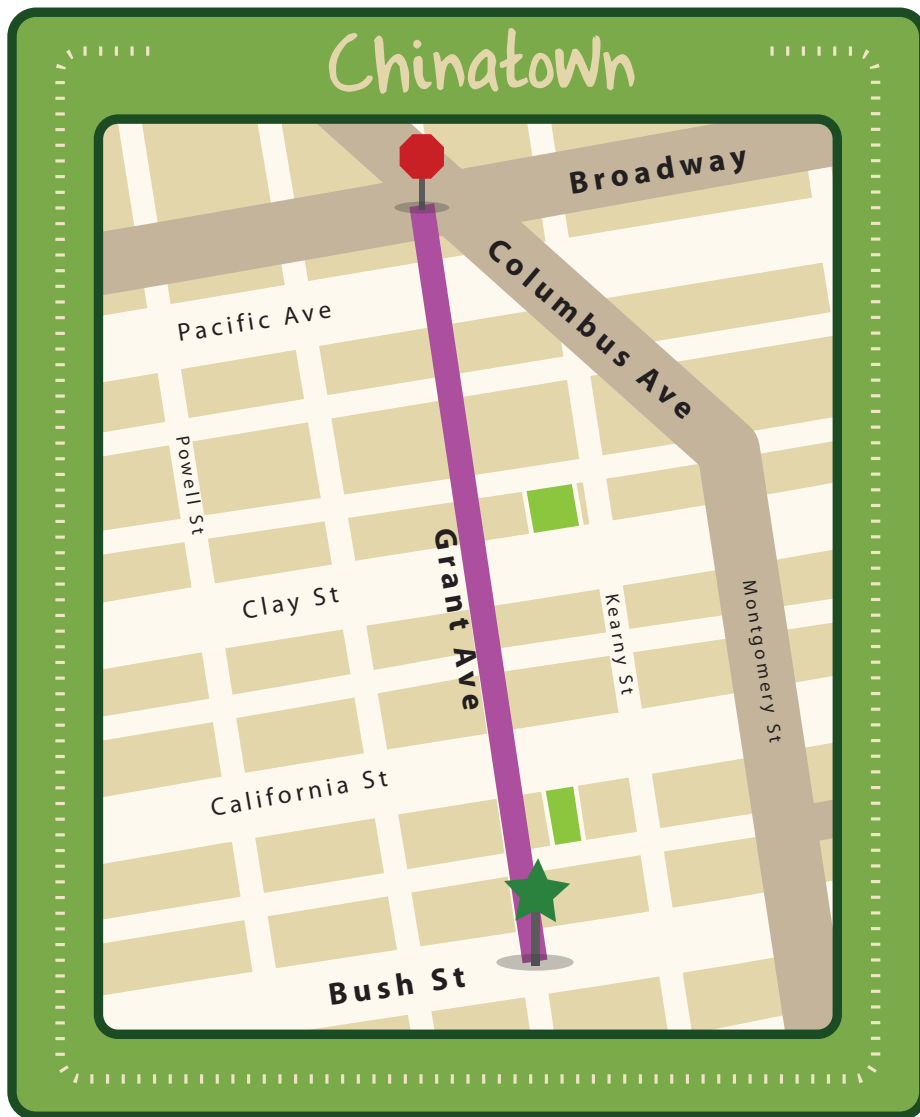 Chinatown
Broadway
Columbus Ave
Pacific Ave
Powell St
Grant Ave
Clay St
Kearny St
Montgomery St
California St
Bush St